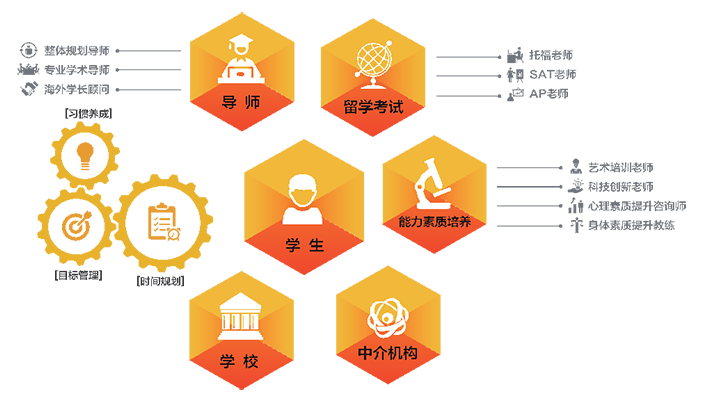 整体规划导师
专业学术导师
海外学长顾问
导 师
留学考试
托福老师
SAT老师
AP老师
[习惯养成]
[目标管理]
[时间规划]
学 生
能力素质培养
艺术培训老师
科技创新老师
心理素质提升咨询师
身体素质提升教练
学 校
中介机构